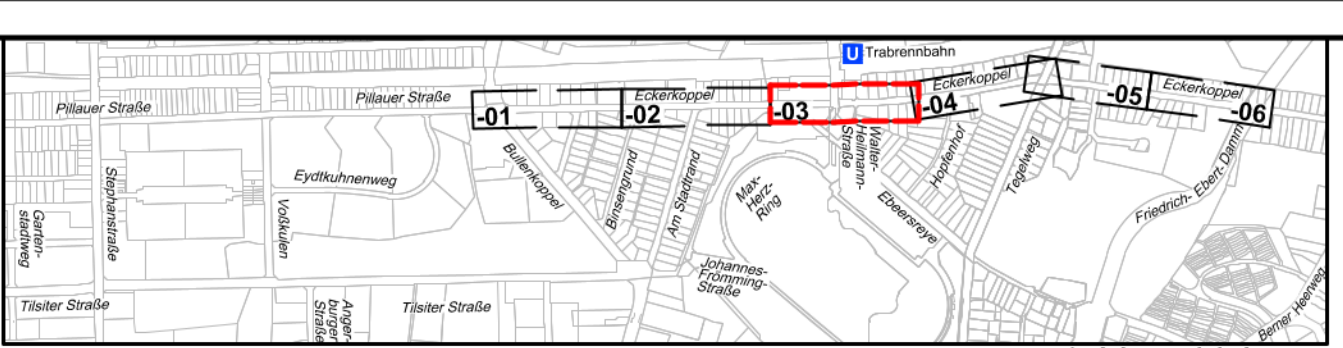 U Trabrennbahn
Pillauer Straße
Pillauer Straße
Eckerkoppel
Eckerkoppel
Eckerkoppel
-01
-02
-03
-04
-05
-06
Garten-
stadtweg
Stephanstraße
Eydtkuhnenweg
Voßkulen
Bullenkoppel
Binsengrund
Am Stadtrand
Max-
Herz-
Ring
Walter-
Heilmann-
Straße
Ebeersreye
Hopfenhof
Tegelweg
Friedrich- Ebert-Damm
Johannes-
Frömming-
Straße
Tilsiter Straße
Anger-
burger
Straße
Tilsiter Straße
Berner Heerweg